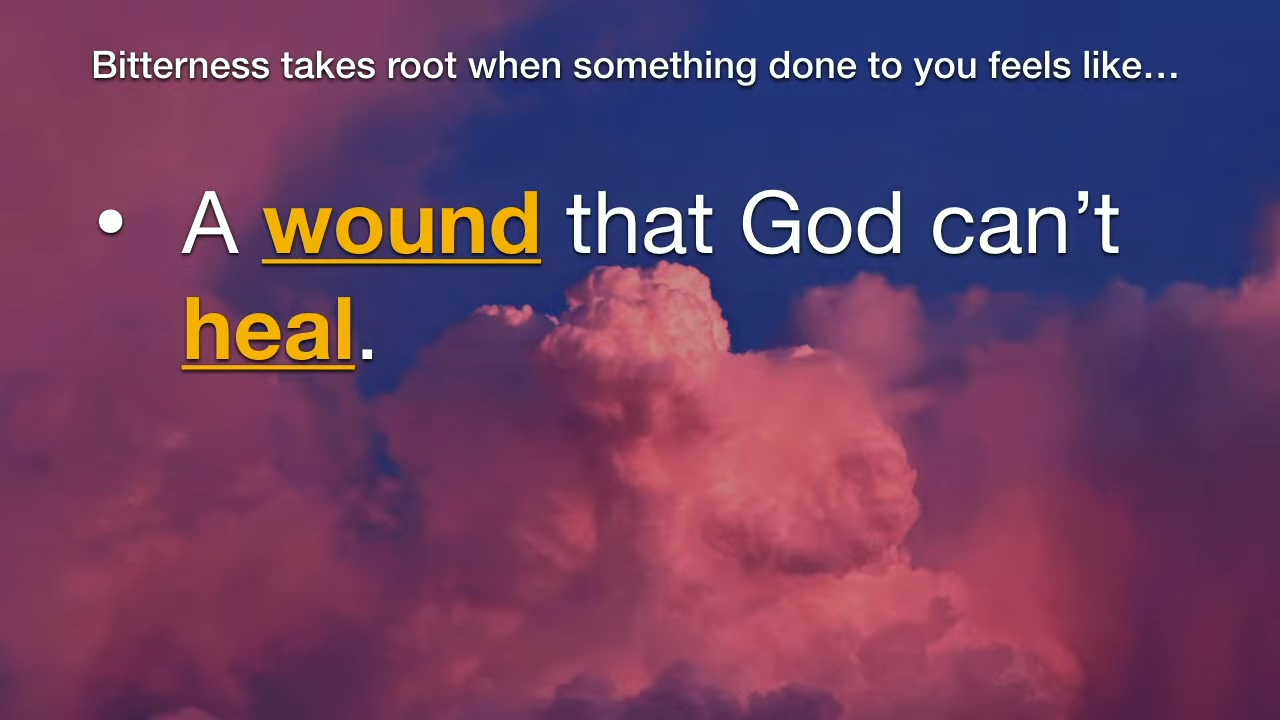 Bitterness takes root when something done to you feels like…
• A wound that God can’t
heal.